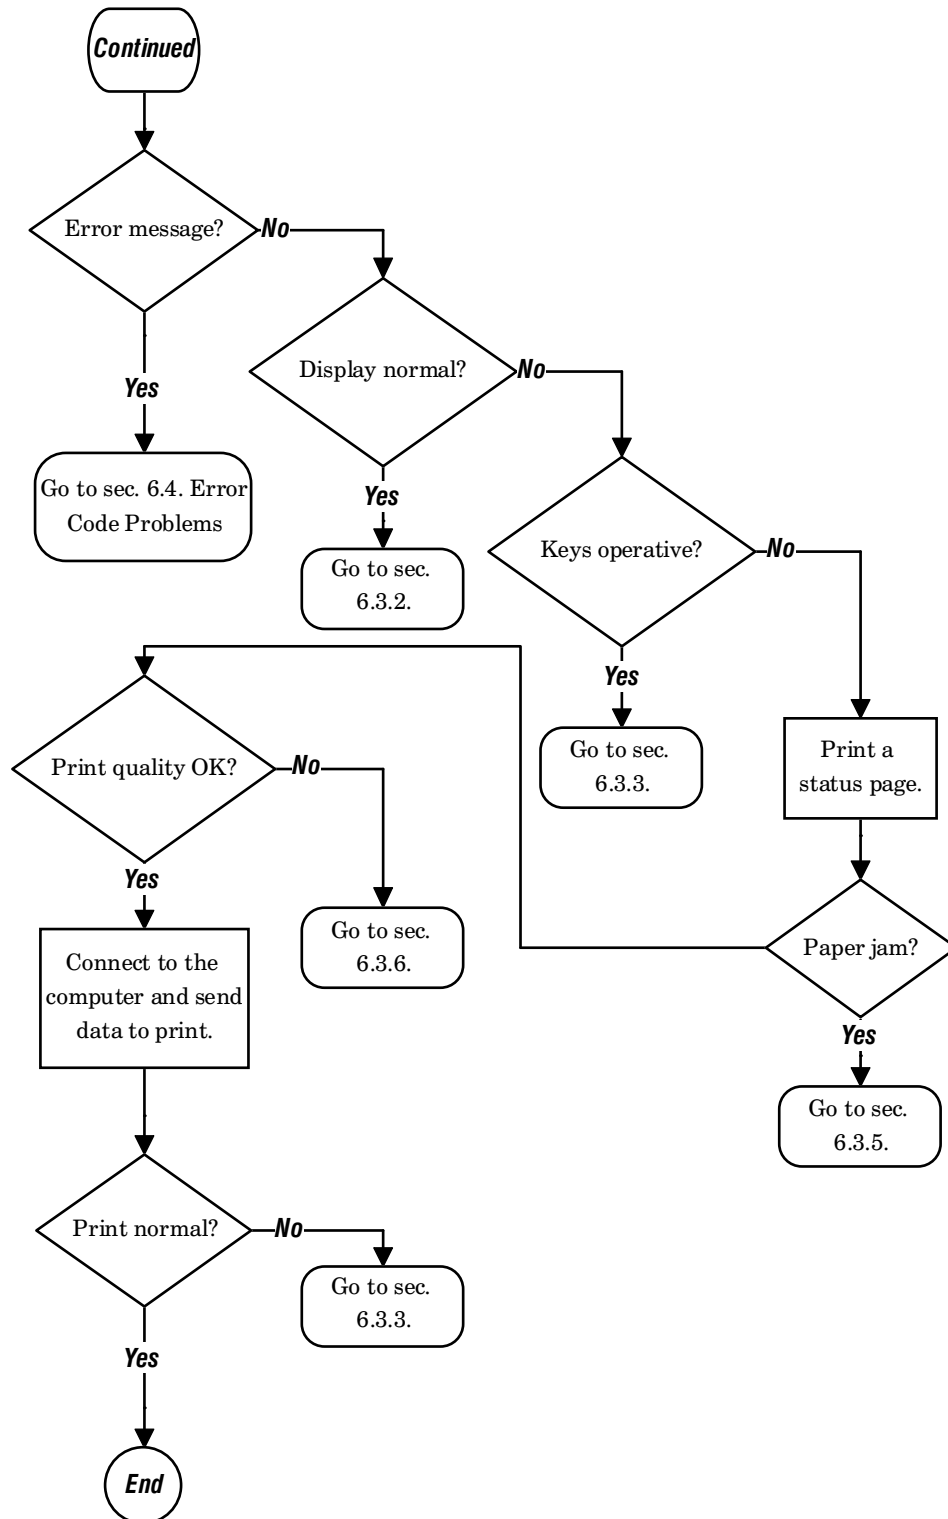 Continued
Error message?
No
Yes
Go to sec. 6.4. Error
Code Problems
Display normal?
No
Yes
Go to sec.
6.3.2.
Keys operative?
No
Yes
Go to sec.
6.3.3.
Print a
status page.
Paper jam?
Yes
Go to sec.
6.3.5.
Print quality OK?
No
Go to sec.
6.3.6.
Yes
Connect to the
computer and send
data to print.
Print normal?
No
Go to sec.
6.3.3.
Yes
End